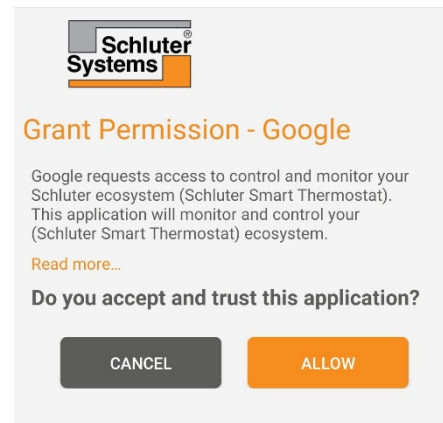 Schluter®
Systems
Grant Permission - Google
Google requests access to control and monitor your
Schluter ecosystem (Schluter Smart Thermostat).
This application will monitor and control your
(Schluter Smart Thermostat) ecosystem.
Read more...
Do you accept and trust this application?
CANCEL ALLOW